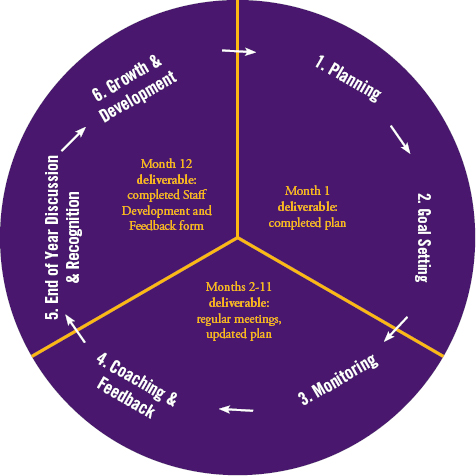 1. Planning
2. Goal Setting
3. Monitoring
4. Coaching &
Feedback
5. End of Year Discussion
& Recognition
6. Growth &
Development
Month 1
deliverable:
completed plan
Months 2-11
deliverable:
regular meetings,
updated plan
Month 12
deliverable:
completed Staff
Development and
Feedback form